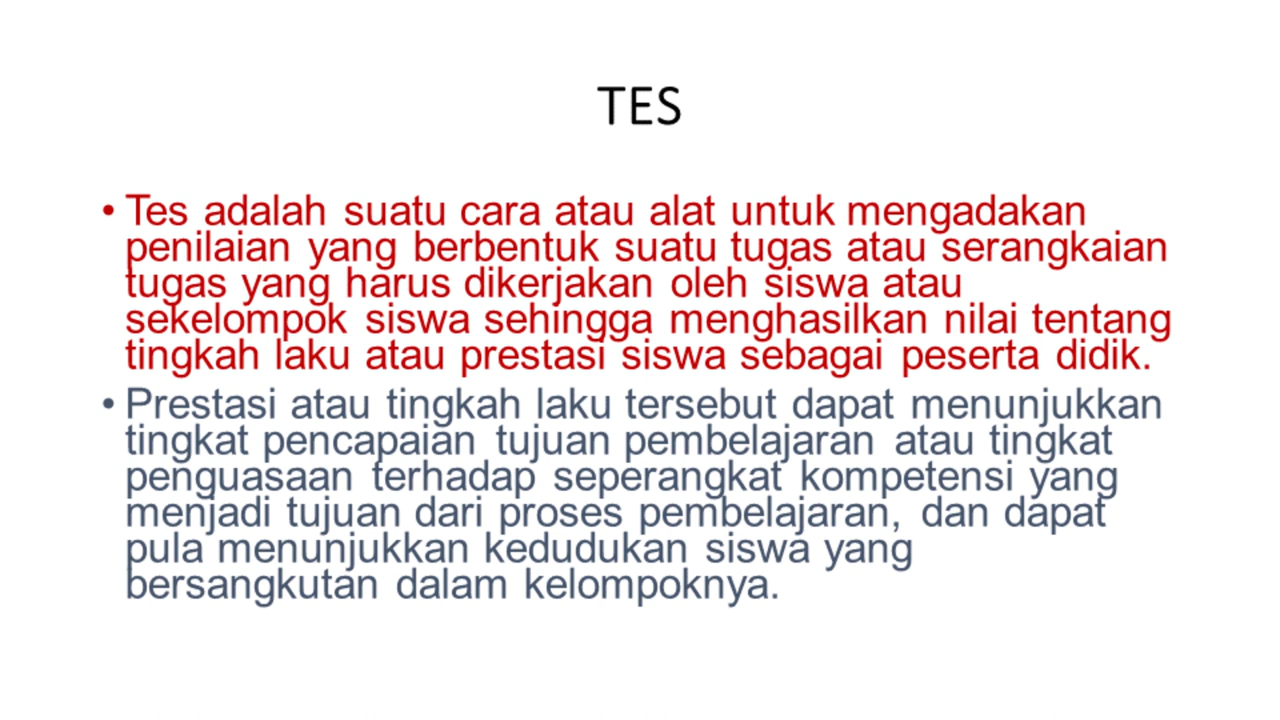 TES
• Tes adalah suatu cara atau alat untuk mengadakan
penilaian yang berbentuk suatu tugas atau serangkaian
tugas yang harus dikerjakan oleh siswa atau
sekelompok siswa sehingga menghasilkan nilai tentang
tingkah laku atau prestasi siswa sebagai peserta didik.
• Prestasi atau tingkah laku tersebut dapat menunjukkan
tingkat pencapaian tujuan pembelajaran atau tingkat
penguasaan terhadap seperangkat kompetensi yang
menjadi tujuan dari proses pembelajaran, dan dapat
pula menunjukkan kedudukan siswa yang
bersangkutan dalam kelompoknya.